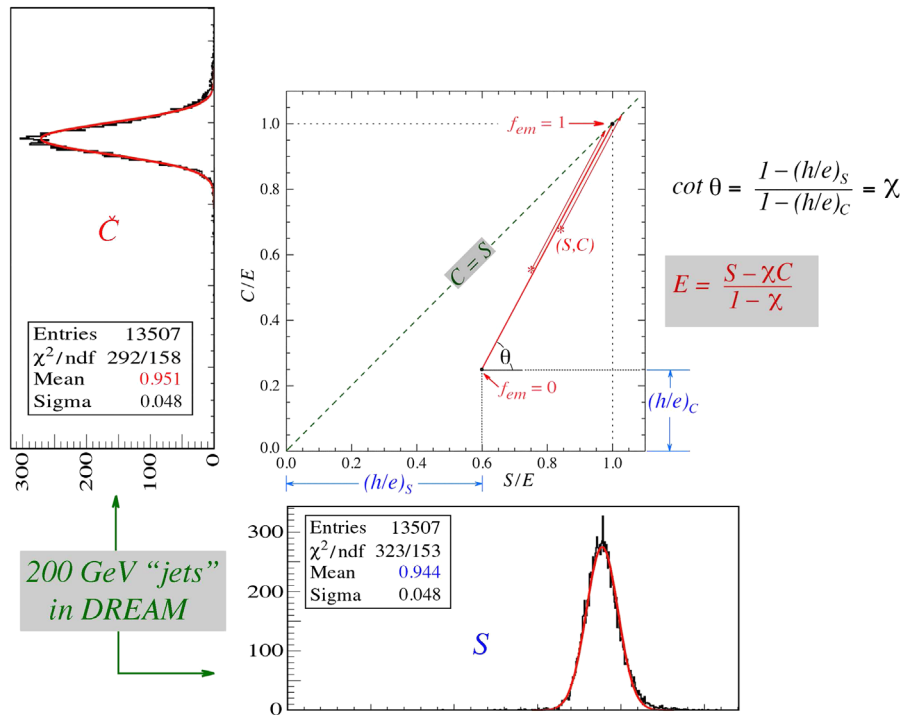 300
200
100
0
Č
Entries 13507
χ²/ndf 292/158
Mean 0.951
Sigma 0.048
C/E
1.0
0.8
0.6
0.4
0.2
0.0
0.0 0.2 0.4 0.6 0.8 1.0
S/E
f_em = 1
(S,C)
C = S
θ
f_em = 0
(h/e)_C
(h/e)_S
cot θ = 1 – (h/e)_S / 1 – (h/e)_C = χ
E = S – χC / 1 – χ
200 GeV “jets”
in DREAM
300
200
100
0
Entries 13507
χ²/ndf 323/153
Mean 0.944
Sigma 0.048
S